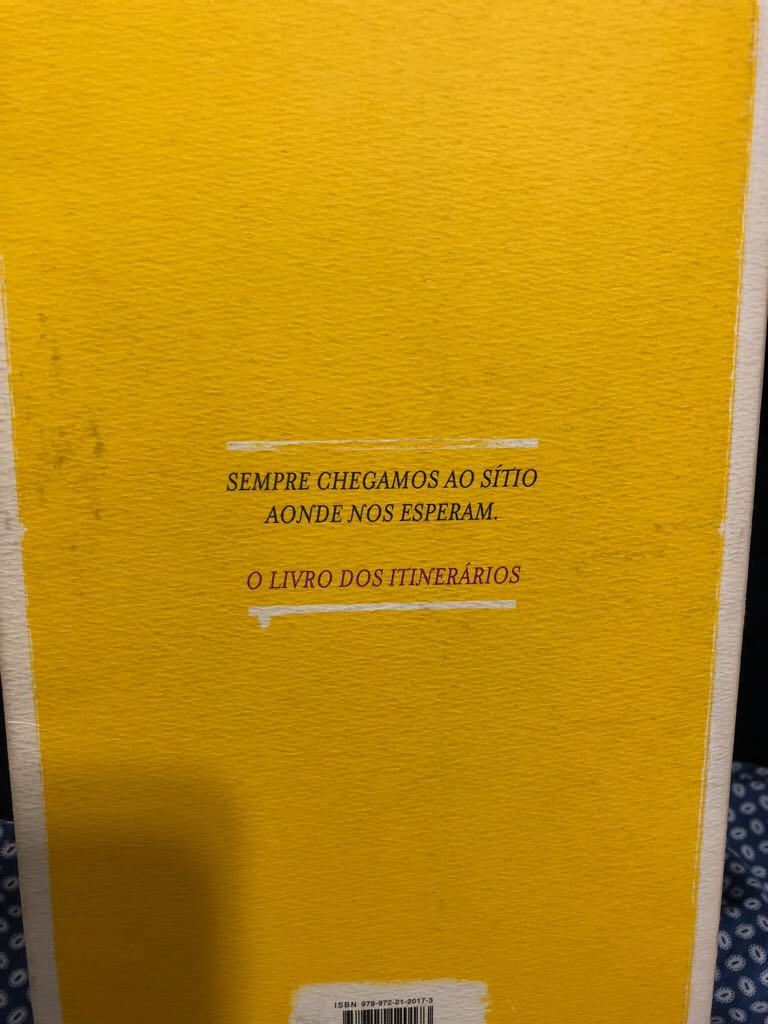 SEMPRE CHEGAMOS AO SÍTIO
AONDE NOS ESPERAM.
O LIVRO DOS ITINERÁRIOS
ISBN 978-972-21-2017-3